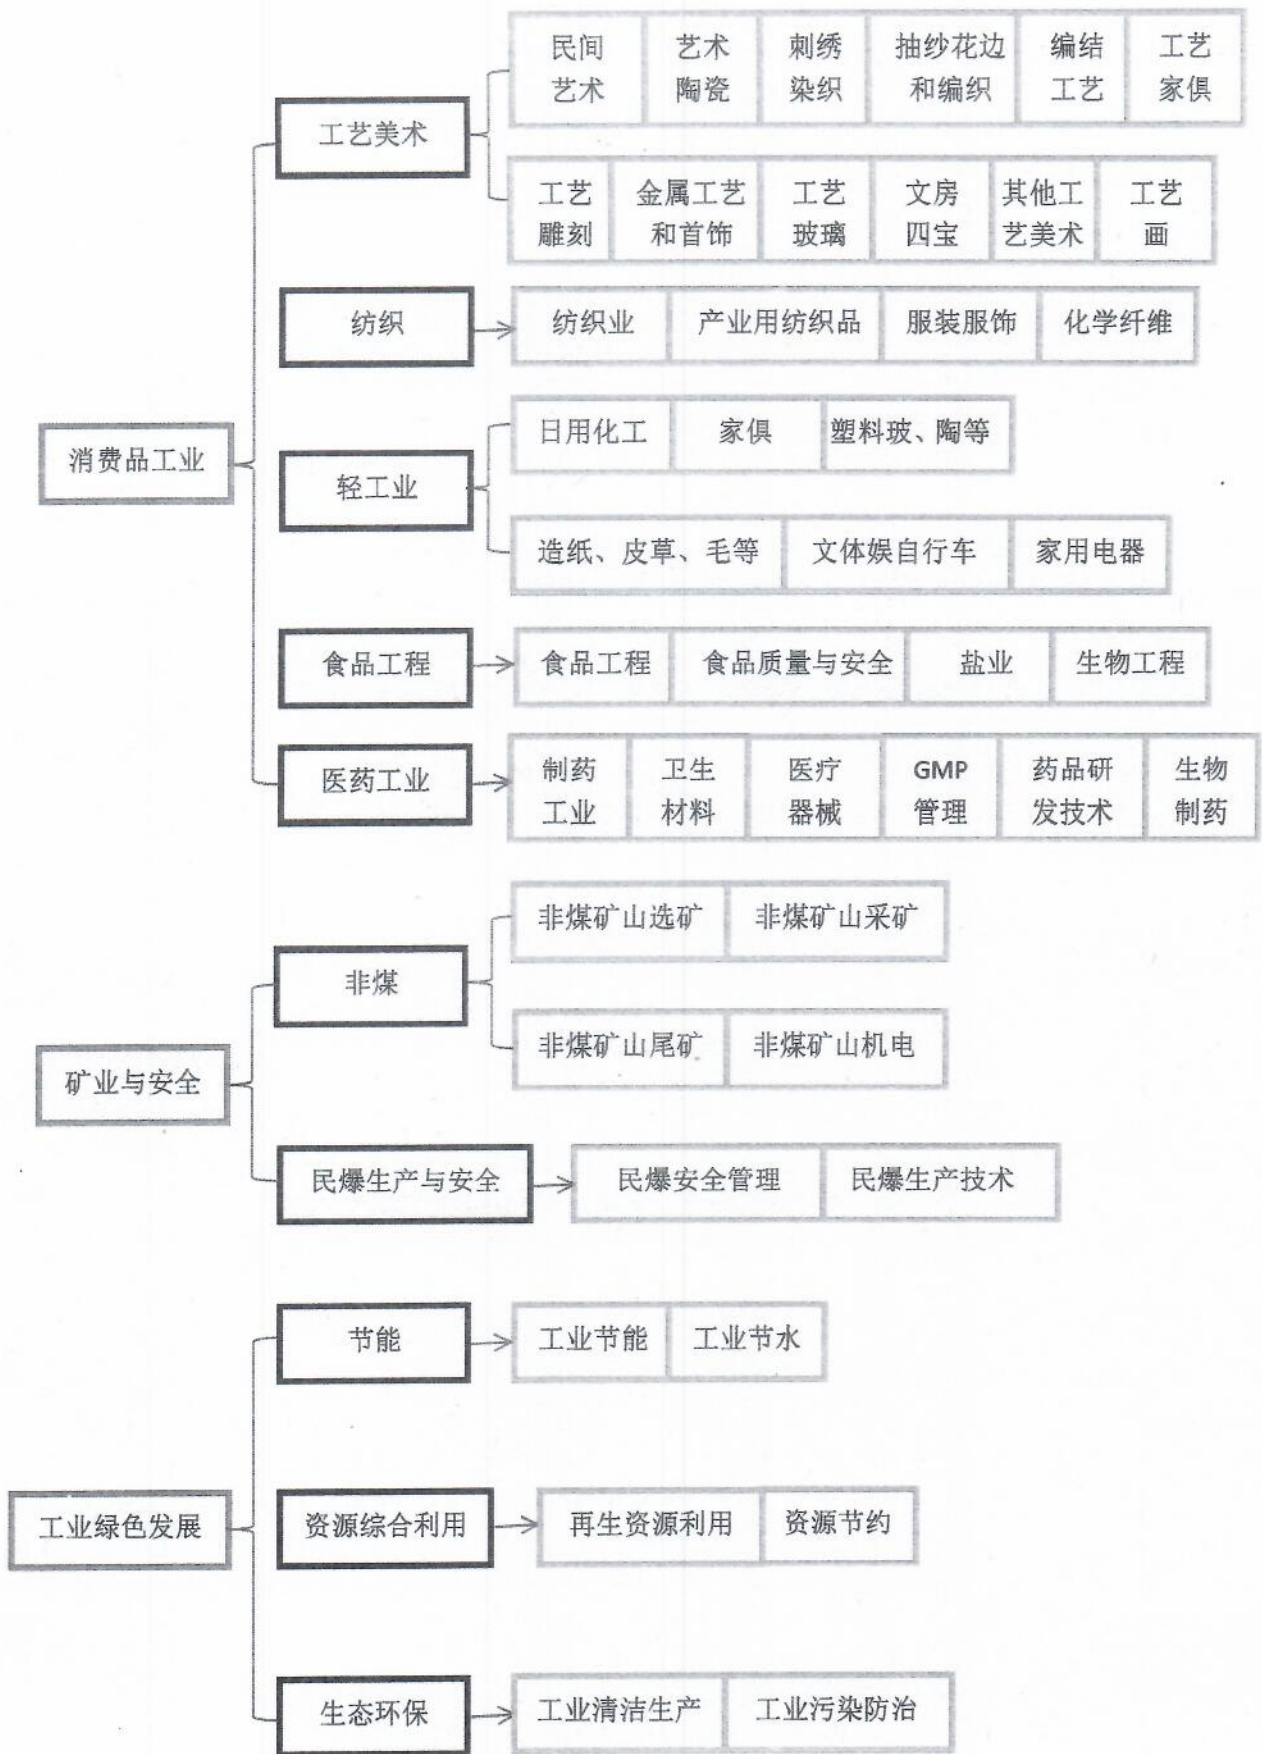 民间 艺术 刺绣 抽纱花边 编结 工艺
艺术 陶瓷 染织 和编织 工艺 家俱
工艺美术
工艺 金属工艺 工艺 文房 其他工 工艺
雕刻 和首饰 玻璃 四宝 艺美术 画
纺织 纺织业 产业用纺织品 服装服饰 化学纤维
日用化工 家俱 塑料玻、陶等
消费品工业
轻工业
造纸、皮草、毛等 文体娱自行车 家用电器
食品工程 食品工程 食品质量与安全 盐业 生物工程
制药 卫生 医疗 GMP 药品研 生物
医药工业
工业 材料 器械 管理 发技术 制药
非煤矿山选矿 非煤矿山采矿
非煤
非煤矿山尾矿 非煤矿山机电
矿业与安全
民爆生产与安全 民爆安全管理 民爆生产技术
节能 工业节能 工业节水
工业绿色发展 资源综合利用 再生资源利用 资源节约
生态环保 工业清洁生产 工业污染防治